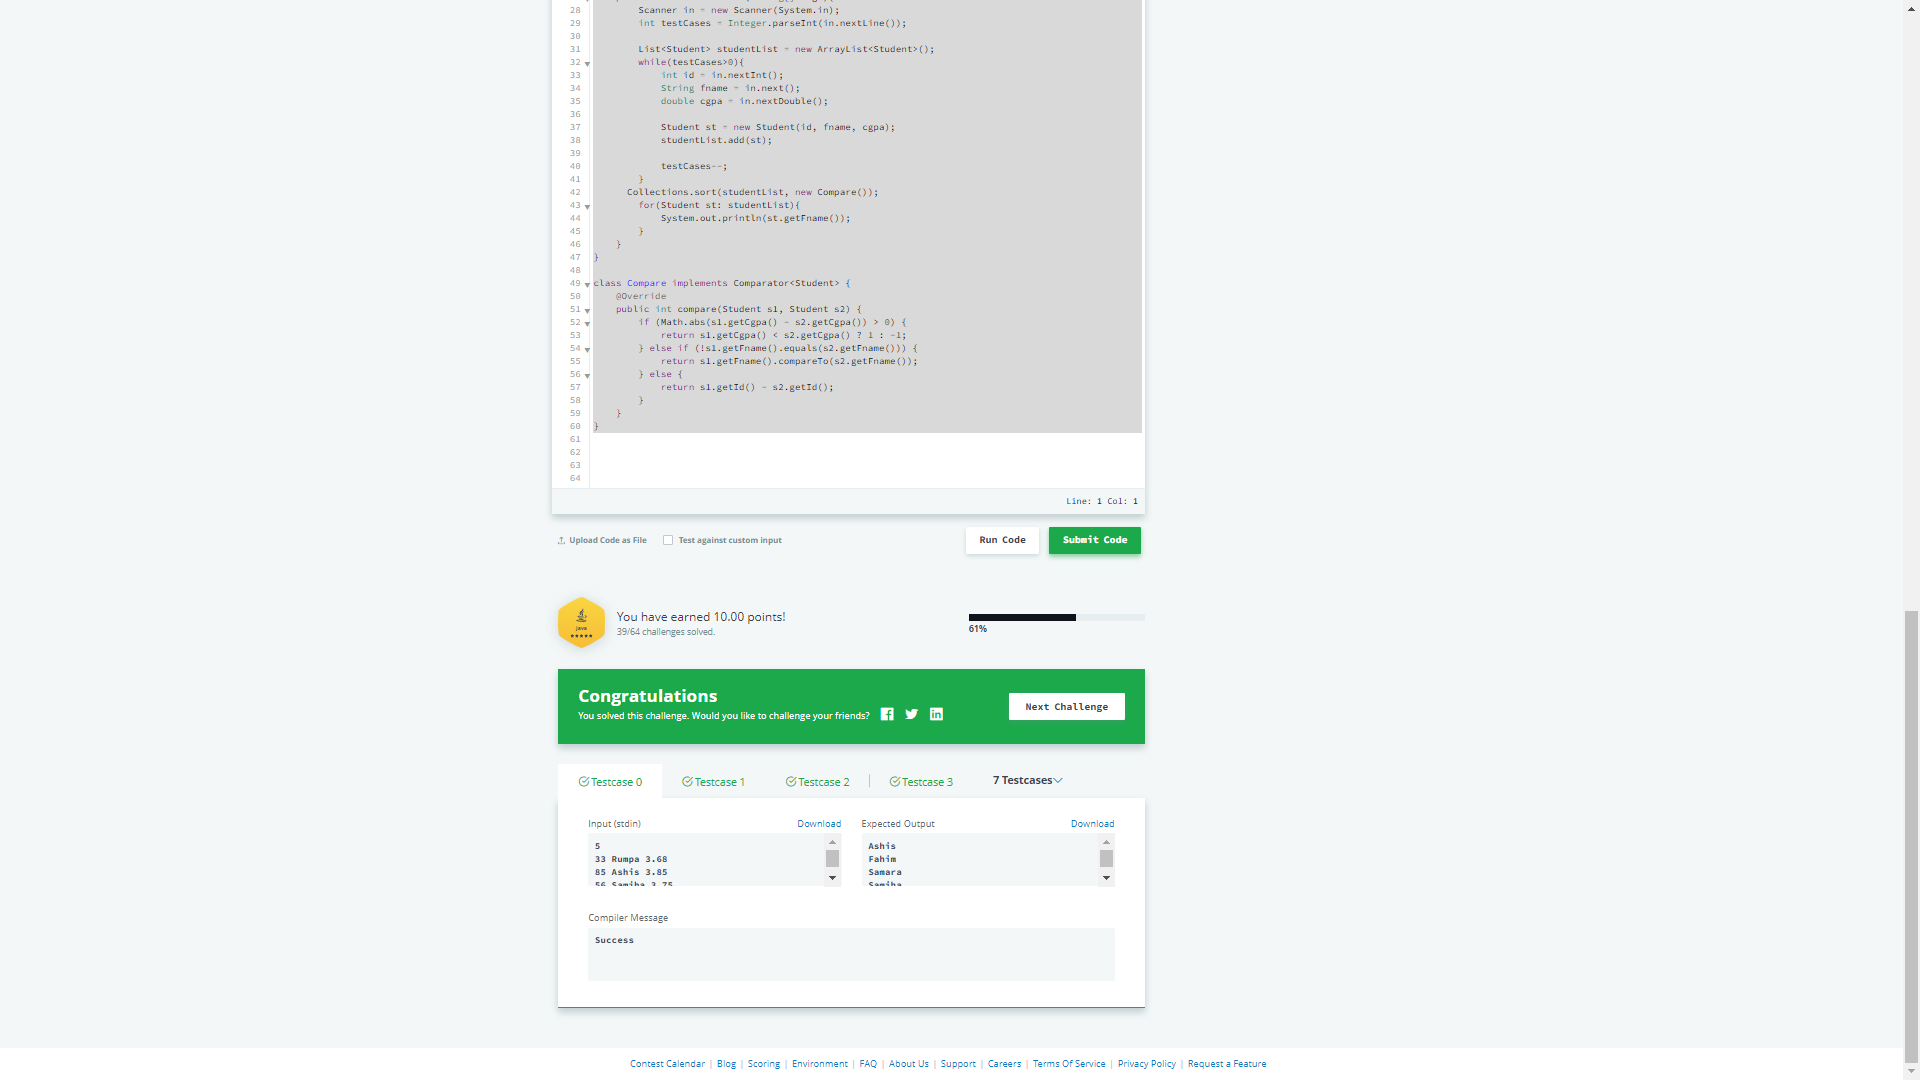 28 Scanner in = new Scanner(System.in);
29 int testCases = Integer.parseInt(in.nextLine());
30
31 List<Student> studentList = new ArrayList<Student>();
32 while(testCases>0){
33 int id = in.nextInt();
34 String fname = in.next();
35 double cgpa = in.nextDouble();
36
37 Student st = new Student(id, fname, cgpa);
38 studentList.add(st);
39
40 testCases--;
41 }
42 Collections.sort(studentList, new Compare());
43 for(Student st: studentList){
44 System.out.println(st.getFname());
45 }
46 }
47 }
48
49 class Compare implements Comparator<Student> {
50 @Override
51 public int compare(Student s1, Student s2) {
52 if (Math.abs(s1.getCgpa() - s2.getCgpa()) > 0) {
53 return s1.getCgpa() < s2.getCgpa() ? 1 : -1;
54 } else if (!s1.getFname().equals(s2.getFname())) {
55 return s1.getFname().compareTo(s2.getFname());
56 } else {
57 return s1.getId() - s2.getId();
58 }
59 }
60 }
61
62
63
64
Line: 1 Col: 1
Upload Code as File Test against custom input Run Code Submit Code
Java
You have earned 10.00 points!
39/64 challenges solved.
61%
Congratulations
You solved this challenge. Would you like to challenge your friends?
Next Challenge
Testcase 0 Testcase 1 Testcase 2 Testcase 3 7 Testcases
Input (stdin) Download
5
33 Rumpa 3.68
85 Ashis 3.85
56 Samiha 3.75
Expected Output Download
Ashis
Fahim
Samara
Samiha
Compiler Message
Success
Contest Calendar | Blog | Scoring | Environment | FAQ | About Us | Support | Careers | Terms Of Service | Privacy Policy | Request a Feature